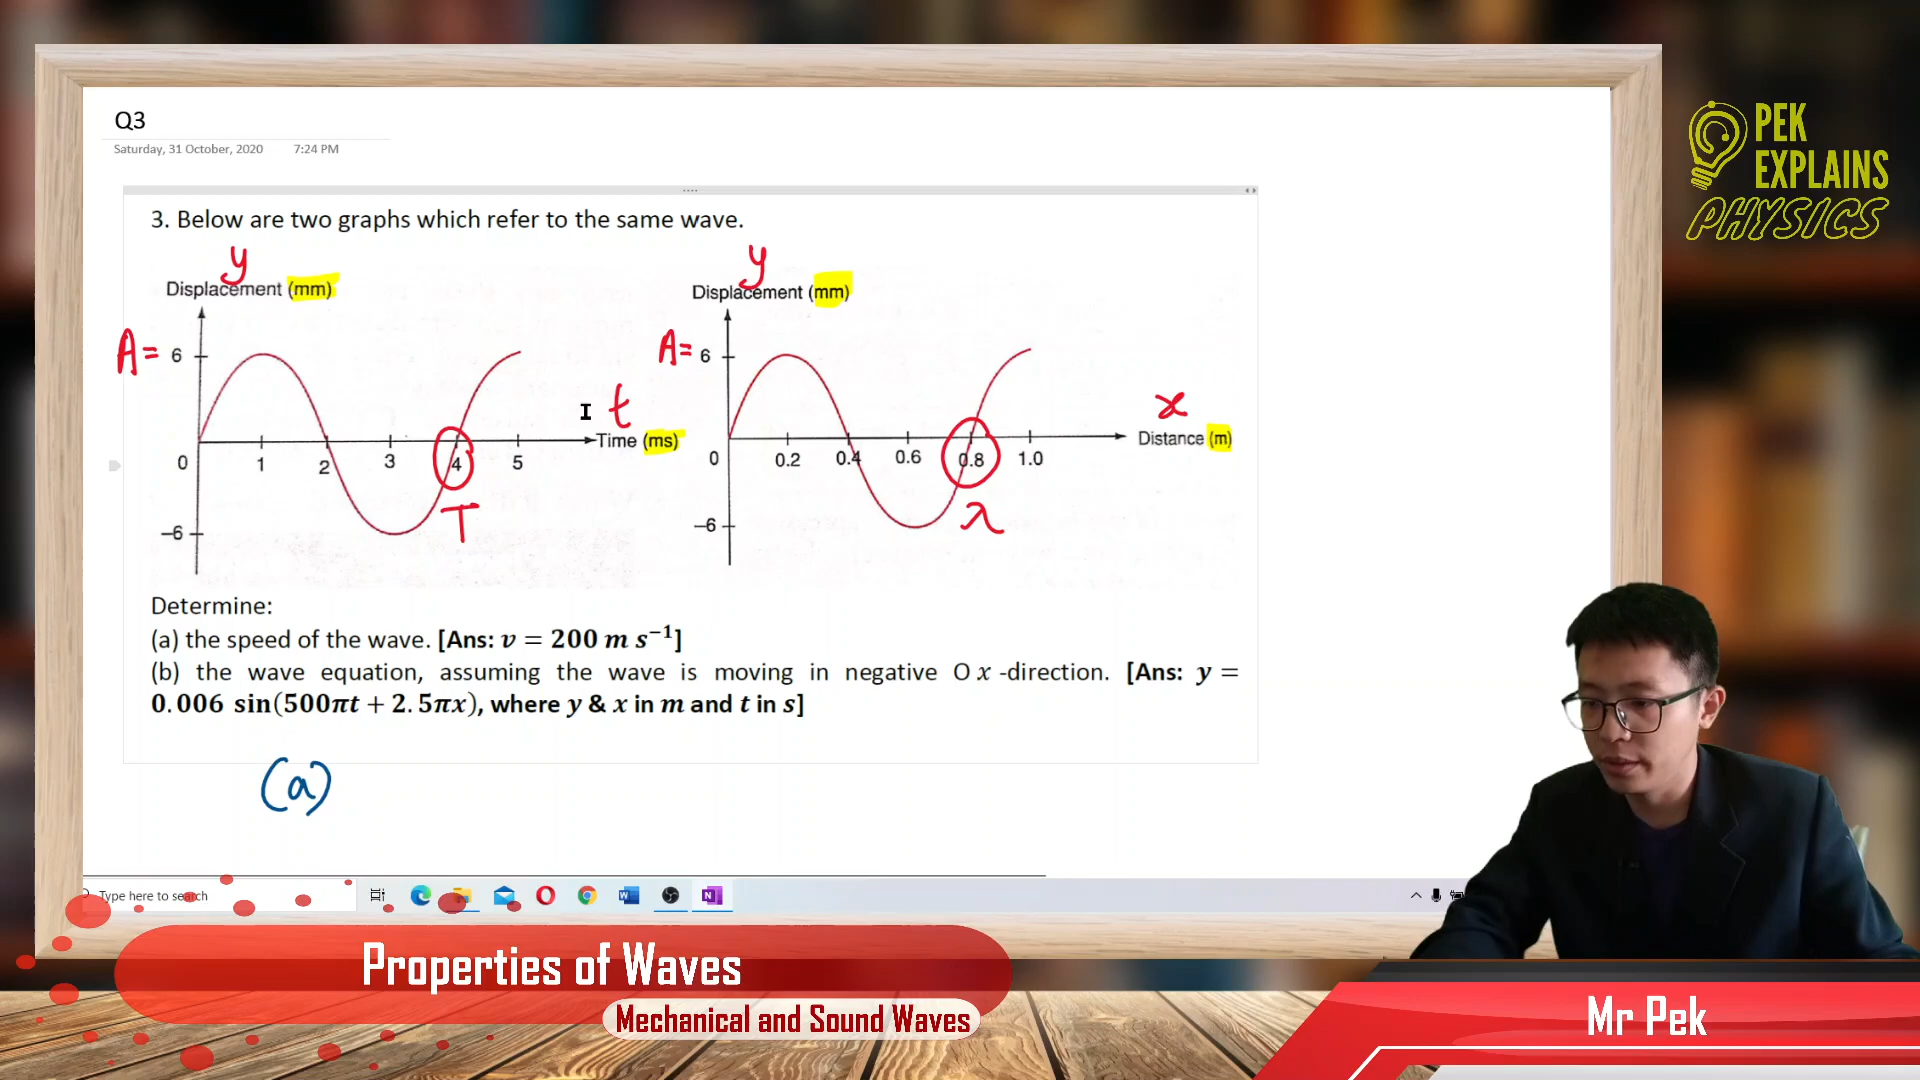 Q3
Saturday, 31 October, 2020 7:24 PM
PEK
EXPLAINS
PHYSICS
3. Below are two graphs which refer to the same wave.
y
Displacement (mm)
A = 6
t
Time (ms)
0 1 2 3 4 5
T
-6
y
Displacement (mm)
A = 6
x
Distance (m)
0 0.2 0.4 0.6 0.8 1.0
λ
-6
Determine:
(a) the speed of the wave. [Ans: v = 200 m s⁻¹]
(b) the wave equation, assuming the wave is moving in negative O x -direction. [Ans: y =
0.006 sin(500πt + 2.5πx), where y & x in m and t in s]
(a)
Type here to search
Properties of Waves
Mechanical and Sound Waves
Mr Pek